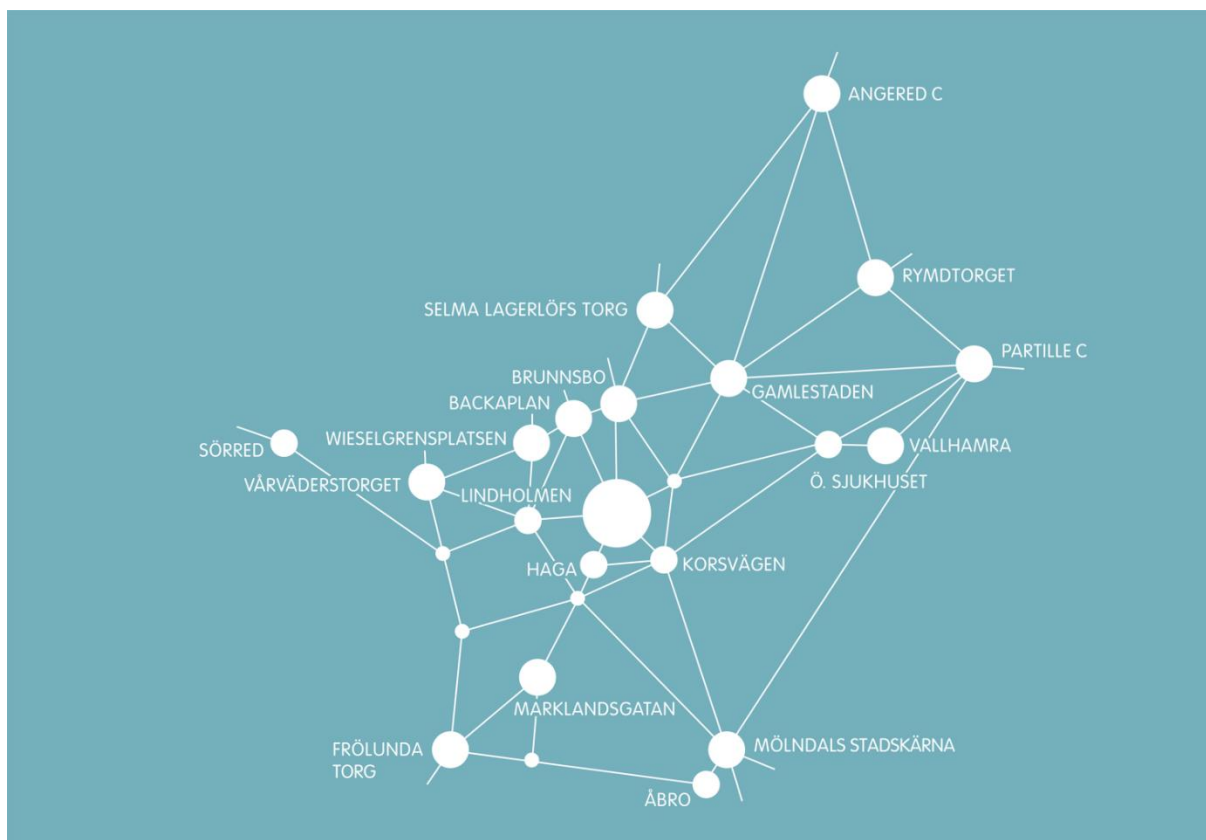 ANGERED C
RYMDTORGET
SELMA LAGERLÖFS TORG
PARTILLE C
BRUNNSBO
GAMLESTADEN
BACKAPLAN
WIESELGRENSPLATSEN
SÖRRED
VALLHAMRA
VÅRVÄDERSTORGET
Ö. SJUKHUSET
LINDHOLMEN
HAGA
KORSVÄGEN
MARKLANDSGATAN
MÖLNDALS STADSKÄRNA
FRÖLUNDA
TORG
ÅBRO